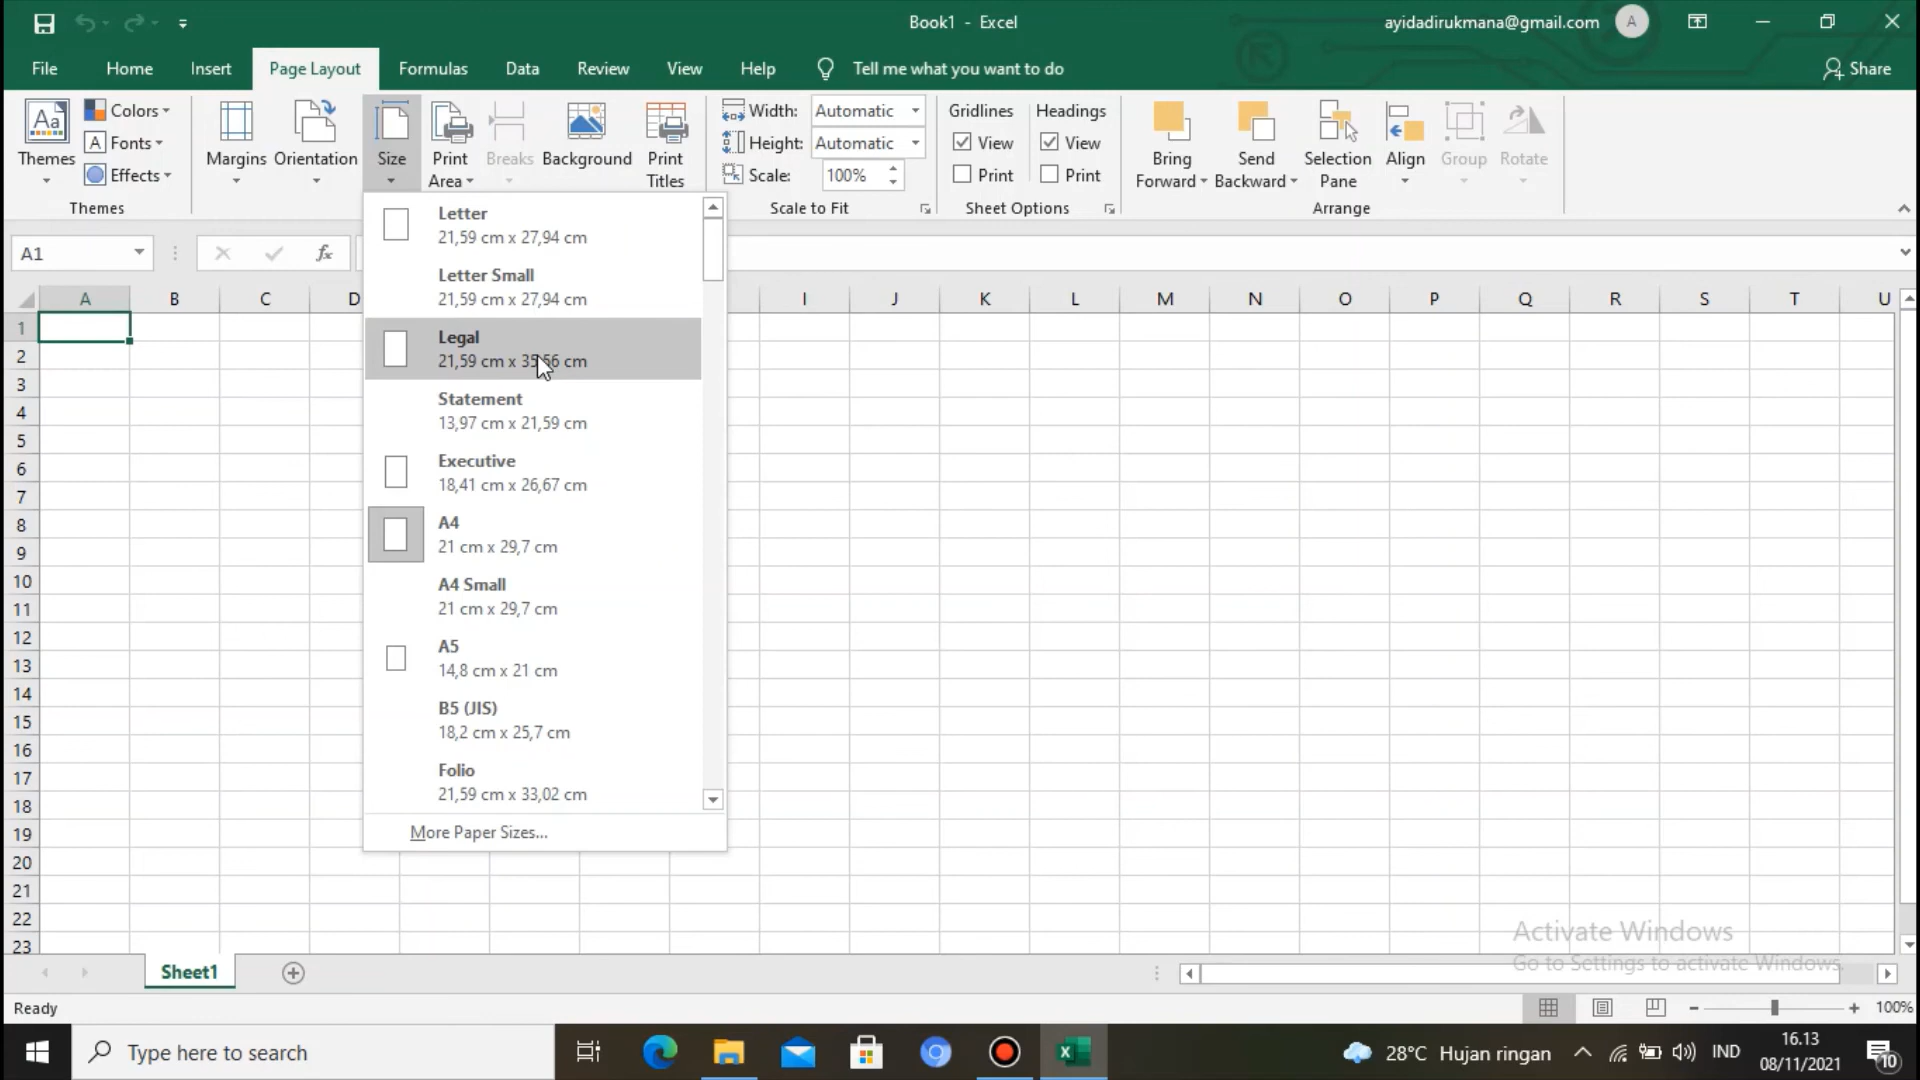 Book1 - Excel
ayidadirukmana@gmail.com
A
File
Home
Insert
Page Layout
Formulas
Data
Review
View
Help
Tell me what you want to do
Share
Aa
Themes
Colors
A
Fonts
Effects
Themes
Margins
Orientation
Size
Print
Area
Breaks
Background
Print
Titles
Width: Automatic
Height: Automatic
Scale: 100%
Scale to Fit
Gridlines
View
Print
Headings
View
Print
Sheet Options
Bring
Forward
Send
Backward
Selection
Pane
Align
Group
Rotate
Arrange
A1
fx
A B C D I J K L M N O P Q R S T U
1
2
3
4
5
6
7
8
9
10
11
12
13
14
15
16
17
18
19
20
21
22
23
Letter
21,59 cm x 27,94 cm
Letter Small
21,59 cm x 27,94 cm
Legal
21,59 cm x 35,56 cm
Statement
13,97 cm x 21,59 cm
Executive
18,41 cm x 26,67 cm
A4
21 cm x 29,7 cm
A4 Small
21 cm x 29,7 cm
A5
14,8 cm x 21 cm
B5 (JIS)
18,2 cm x 25,7 cm
Folio
21,59 cm x 33,02 cm
More Paper Sizes...
Activate Windows
Go to Settings to activate Windows.
Sheet1
Ready
100%
Type here to search
28°C Hujan ringan
IND
16.13
08/11/2021
10